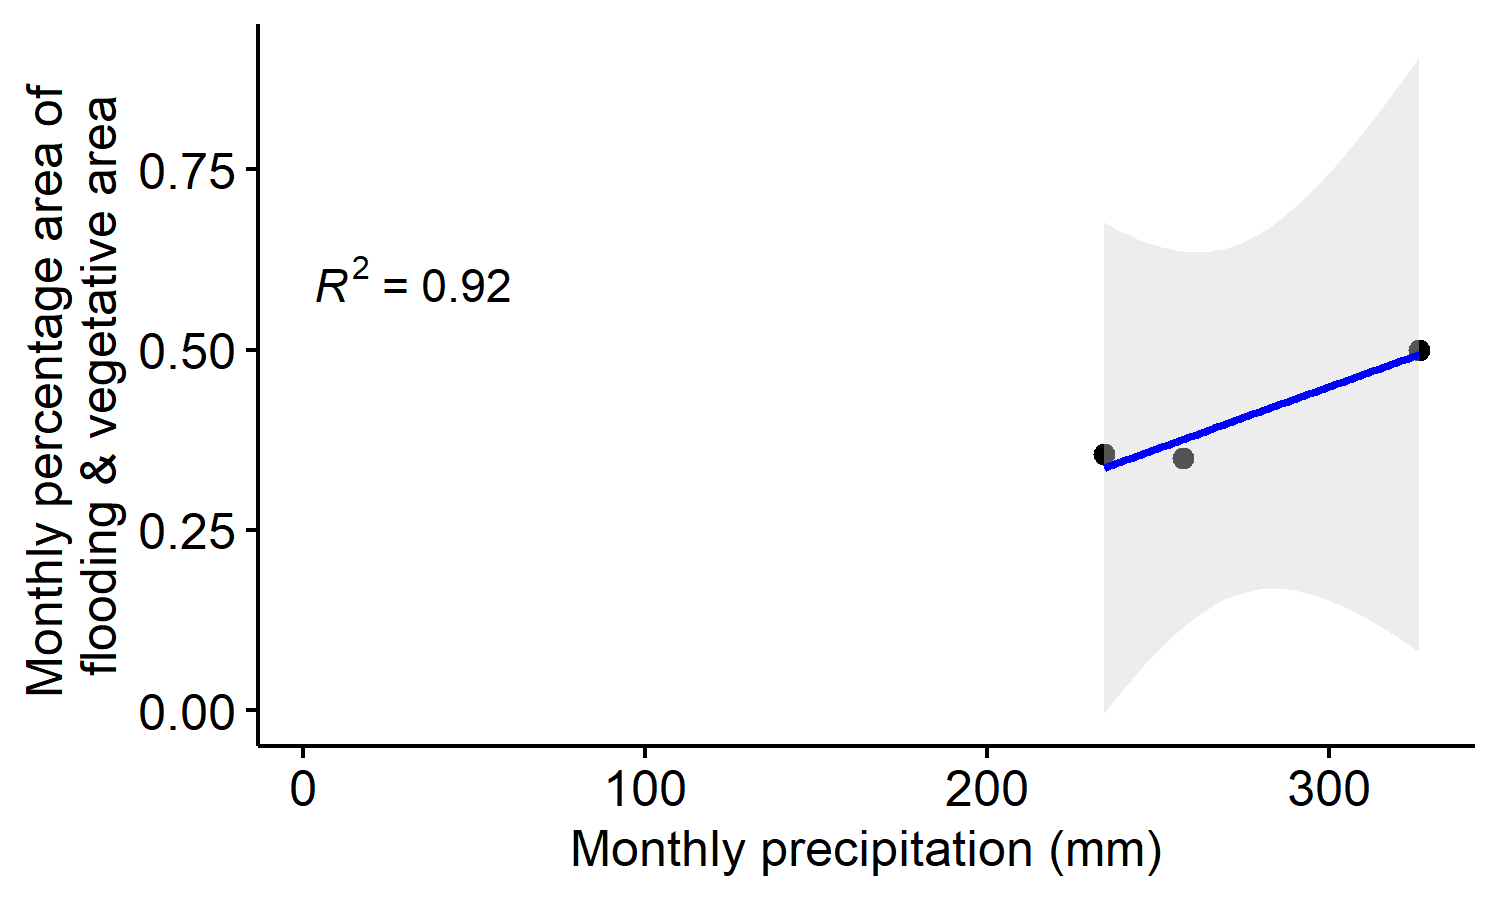 Monthly percentage area of
flooding & vegetative area
0.75
0.50
0.25
0.00
R² = 0.92
0 100 200 300
Monthly precipitation (mm)